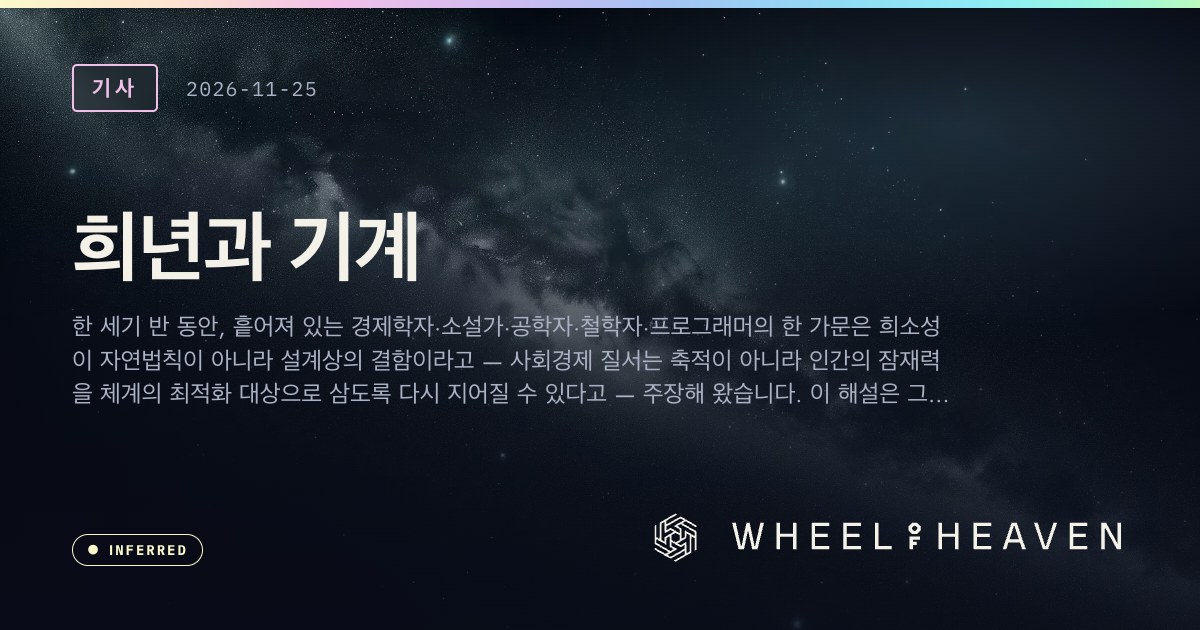 기사
2026-11-25
희년과 기계
한 세기 반 동안, 흩어져 있는 경제학자·소설가·공학자·철학자·프로그래머의 한 가문은 희소성
이 자연법칙이 아니라 설계상의 결함이라고 — 사회경제 질서는 축적이 아니라 인간의 잠재력
을 체계의 최적화 대상으로 삼도록 다시 지어질 수 있다고 — 주장해 왔습니다. 이 해설은 그…
INFERRED
WHEEL OF HEAVEN